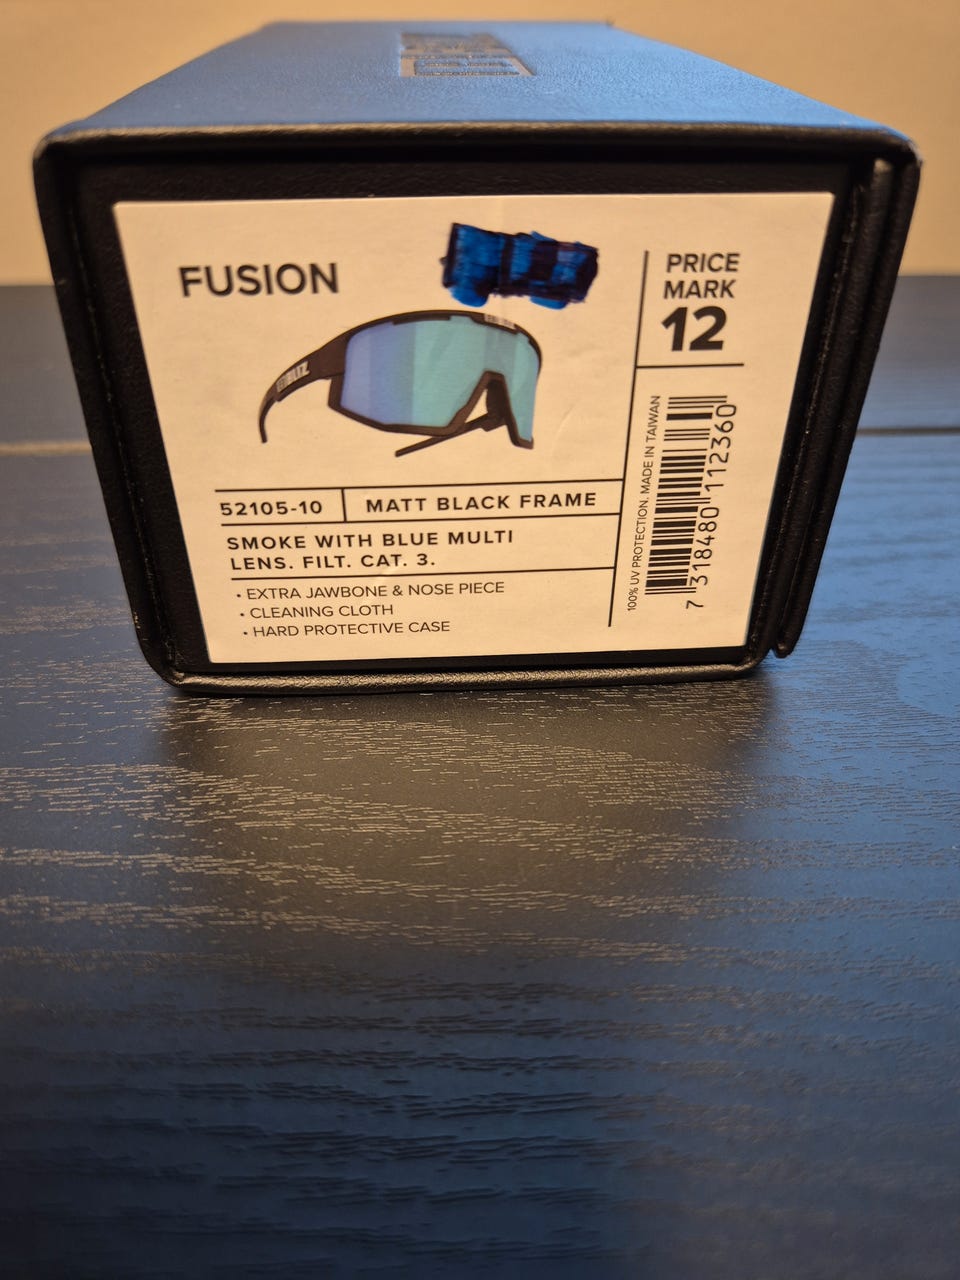 FUSION
BLIZ
52105-10
MATT BLACK FRAME
SMOKE WITH BLUE MULTI
LENS. FILT. CAT. 3.
• EXTRA JAWBONE & NOSE PIECE
• CLEANING CLOTH
• HARD PROTECTIVE CASE
PRICE
MARK
12
100% UV PROTECTION. MADE IN TAIWAN
7 318480 112360